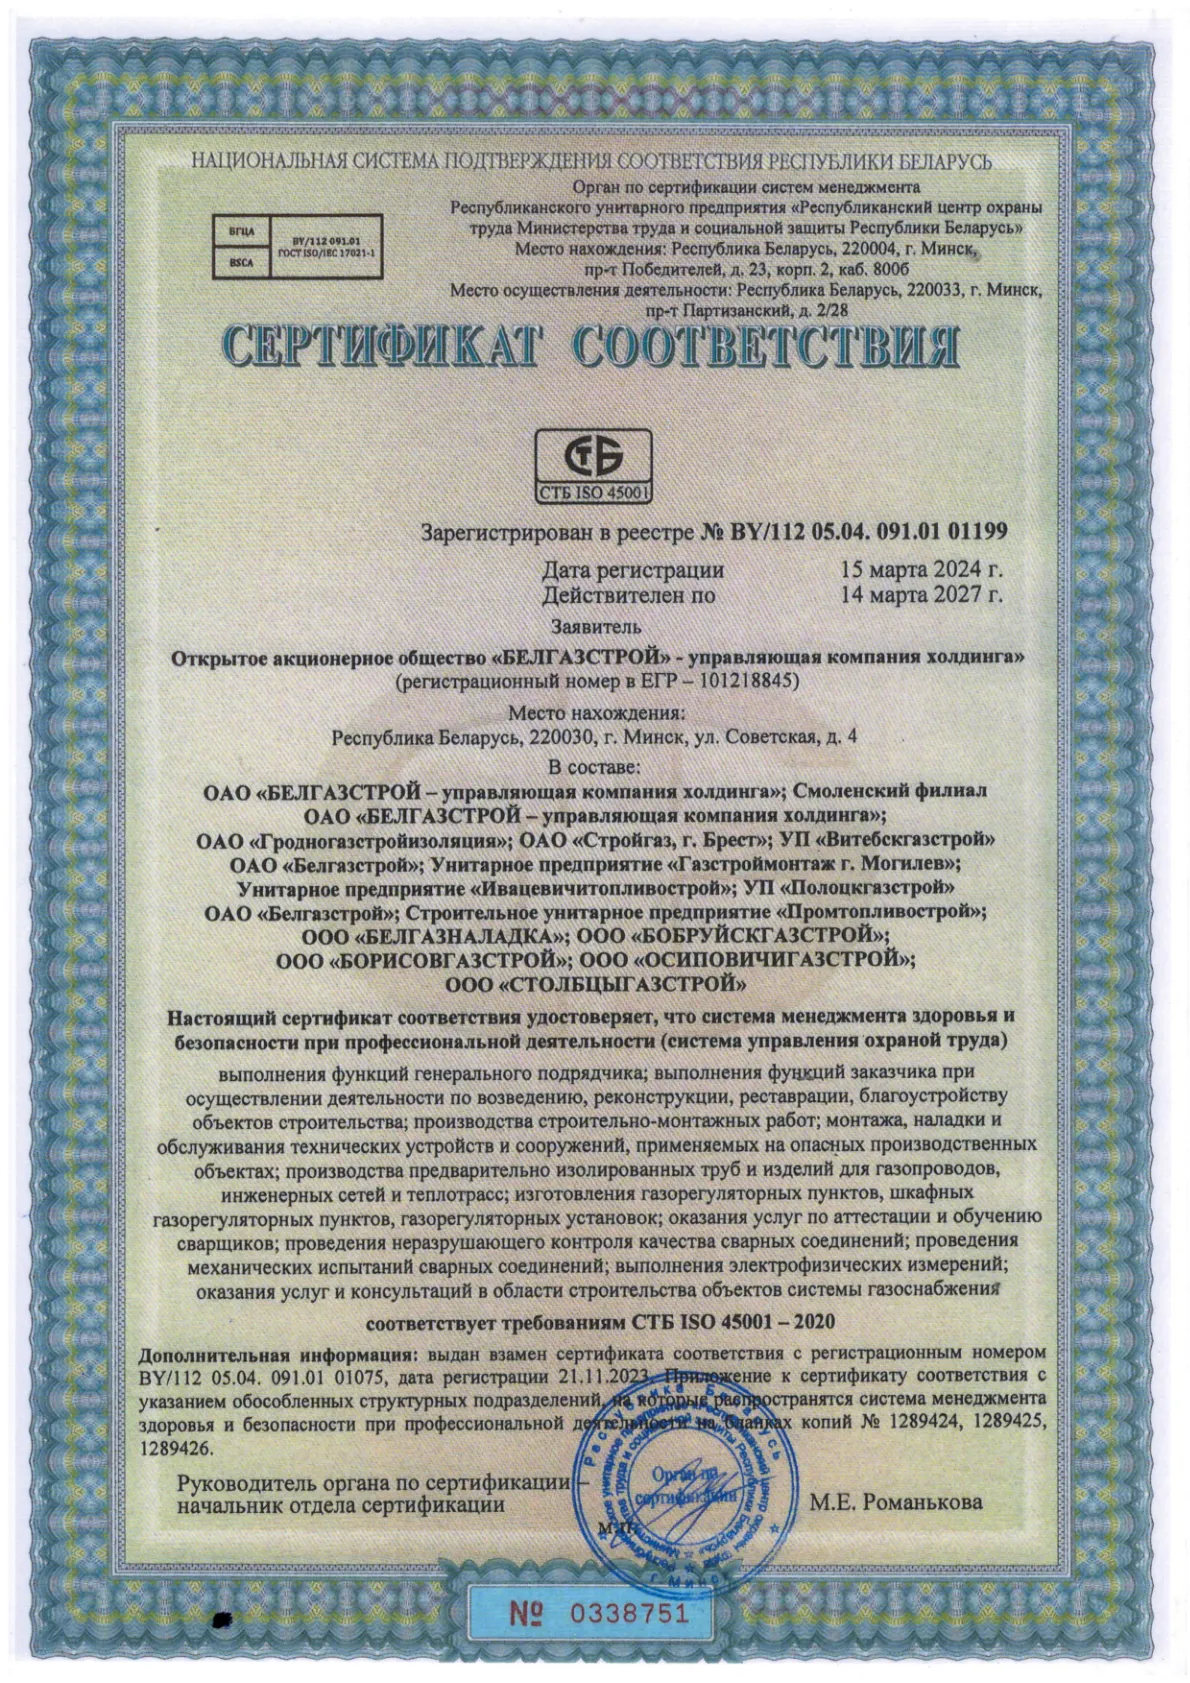 НАЦИОНАЛЬНАЯ СИСТЕМА ПОДТВЕРЖДЕНИЯ СООТВЕТСТВИЯ РЕСПУБЛИКИ БЕЛАРУСЬ
Орган по сертификации систем менеджмента
Республиканского унитарного предприятия «Республиканский центр охраны
труда Министерства труда и социальной защиты Республики Беларусь»
Место нахождения: Республика Беларусь, 220004, г. Минск,
пр-т Победителей, д. 23, корп. 2, каб. 800б
Место осуществления деятельности: Республика Беларусь, 220033, г. Минск,
пр-т Партизанский, д. 2/28
БГЦА
BSCA
BY/112 091.01
ГОСТ ISO/IEC 17021-1
СЕРТИФИКАТ СООТВЕТСТВИЯ
СТБ
СТБ ISO 45001
Зарегистрирован в реестре № BY/112 05.04. 091.01 01199
Дата регистрации 15 марта 2024 г.
Действителен по 14 марта 2027 г.
Заявитель
Открытое акционерное общество «БЕЛГАЗСТРОЙ» - управляющая компания холдинга»
(регистрационный номер в ЕГР – 101218845)
Место нахождения:
Республика Беларусь, 220030, г. Минск, ул. Советская, д. 4
В составе:
ОАО «БЕЛГАЗСТРОЙ – управляющая компания холдинга»; Смоленский филиал
ОАО «БЕЛГАЗСТРОЙ – управляющая компания холдинга»;
ОАО «Гродногазстройизоляция»; ОАО «Стройгаз, г. Брест»; УП «Витебскгазстрой»
ОАО «Белгазстрой»; Унитарное предприятие «Газстроймонтаж г. Могилев»;
Унитарное предприятие «Ивацевичитопливострой»; УП «Полоцкгазстрой»
ОАО «Белгазстрой»; Строительное унитарное предприятие «Промтопливострой»;
ООО «БЕЛГАЗНАЛАДКА»; ООО «БОБРУЙСКГАЗСТРОЙ»;
ООО «БОРИСОВГАЗСТРОЙ»; ООО «ОСИПОВИЧИГАЗСТРОЙ»;
ООО «СТОЛБЦЫГАЗСТРОЙ»
Настоящий сертификат соответствия удостоверяет, что система менеджмента здоровья и
безопасности при профессиональной деятельности (система управления охраной труда)
выполнения функций генерального подрядчика; выполнения функций заказчика при
осуществлении деятельности по возведению, реконструкции, реставрации, благоустройству
объектов строительства; производства строительно-монтажных работ; монтажа, наладки и
обслуживания технических устройств и сооружений, применяемых на опасных производственных
объектах; производства предварительно изолированных труб и изделий для газопроводов,
инженерных сетей и теплотрасс; изготовления газорегуляторных пунктов, шкафных
газорегуляторных пунктов, газорегуляторных установок; оказания услуг по аттестации и обучению
сварщиков; проведения неразрушающего контроля качества сварных соединений; проведения
механических испытаний сварных соединений; выполнения электрофизических измерений;
оказания услуг и консультаций в области строительства объектов системы газоснабжения
соответствует требованиям СТБ ISO 45001 – 2020
Дополнительная информация: выдан взамен сертификата соответствия с регистрационным номером
BY/112 05.04. 091.01 01075, дата регистрации 21.11.2023. Приложение к сертификату соответствия с
указанием обособленных структурных подразделений, на которые распространятся система менеджмента
здоровья и безопасности при профессиональной деятельности на бланках копий № 1289424, 1289425,
1289426.
Руководитель органа по сертификации –
начальник отдела сертификации
М.Е. Романькова
М.П.
Республика Беларусь
Орган по
сертификации
г. Минск
№ 0338751